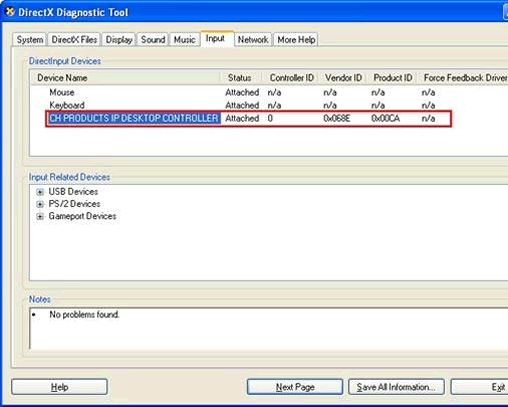 DirectX Diagnostic Tool
System DirectX Files Display Sound Music Input Network More Help
DirectInput Devices
Device Name Status Controller ID Vendor ID Product ID Force Feedback Driver
Mouse Attached n/a n/a n/a n/a
Keyboard Attached n/a n/a n/a n/a
CH PRODUCTS IP DESKTOP CONTROLLER Attached 0 0x068E 0x00CA n/a
Input Related Devices
USB Devices
PS/2 Devices
Gameport Devices
Notes
• No problems found.
Help Next Page Save All Information... Exit